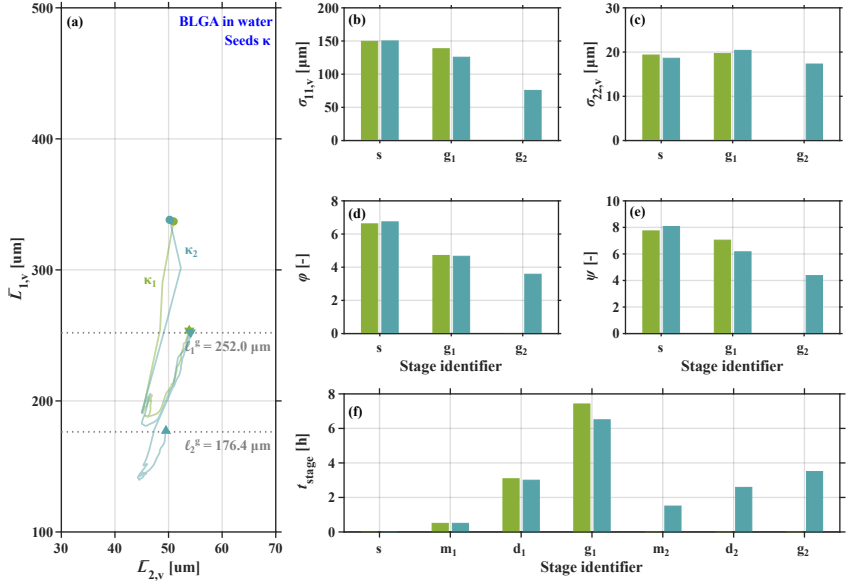 (a)
BLGA in water
Seeds κ
500
400
300
200
100
L̅1,v [um]
κ2
κ1
ℓ1g = 252.0 µm
ℓ2g = 176.4 µm
30 40 50 60 70
L̅2,v [um]
(b)
200
150
100
50
0
σ11,v [µm]
s g1 g2
(c)
40
30
20
10
0
σ22,v [µm]
s g1 g2
(d)
8
6
4
2
0
φ [-]
s g1 g2
Stage identifier
(e)
10
8
6
4
2
0
ψ [-]
s g1 g2
Stage identifier
(f)
8
6
4
2
0
tstage [h]
s m1 d1 g1 m2 d2 g2
Stage identifier